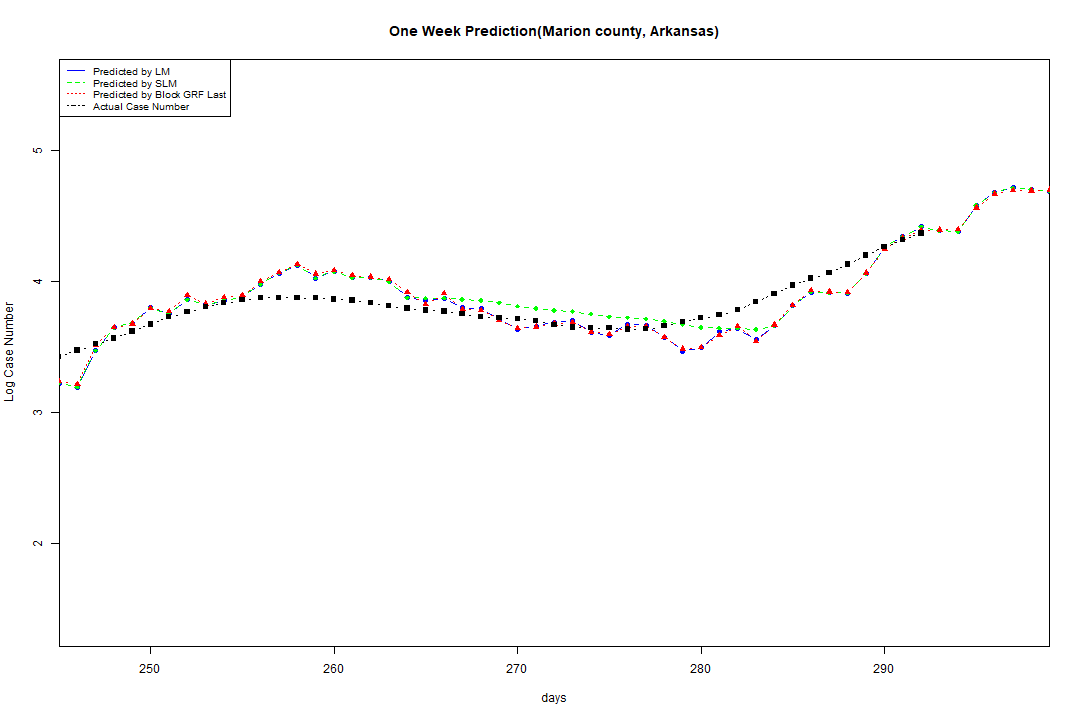 One Week Prediction(Marion county, Arkansas)
Predicted by LM
Predicted by SLM
Predicted by Block GRF Last
Actual Case Number
5
4
3
2
Log Case Number
250 260 270 280 290
days